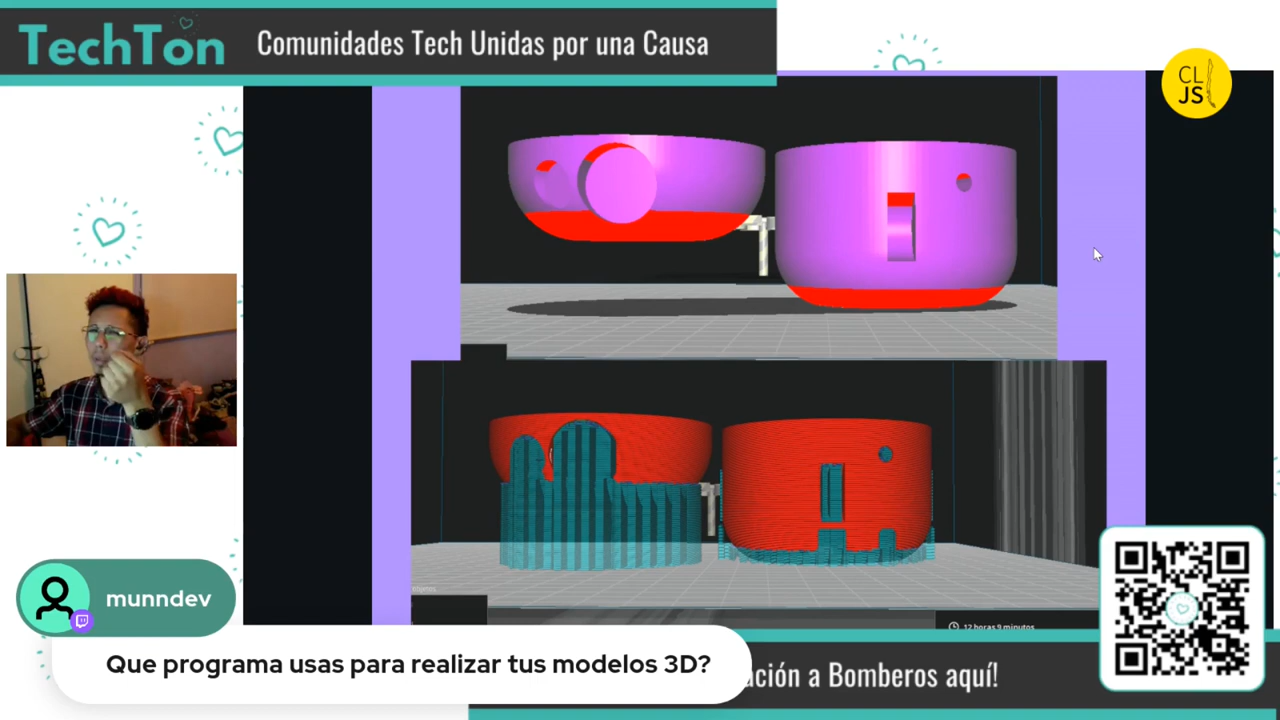 TechTon
Comunidades Tech Unidas por una Causa
CL
JS
12 horas 9 minutos
munndev
Que programa usas para realizar tus modelos 3D?
ación a Bomberos aquí!